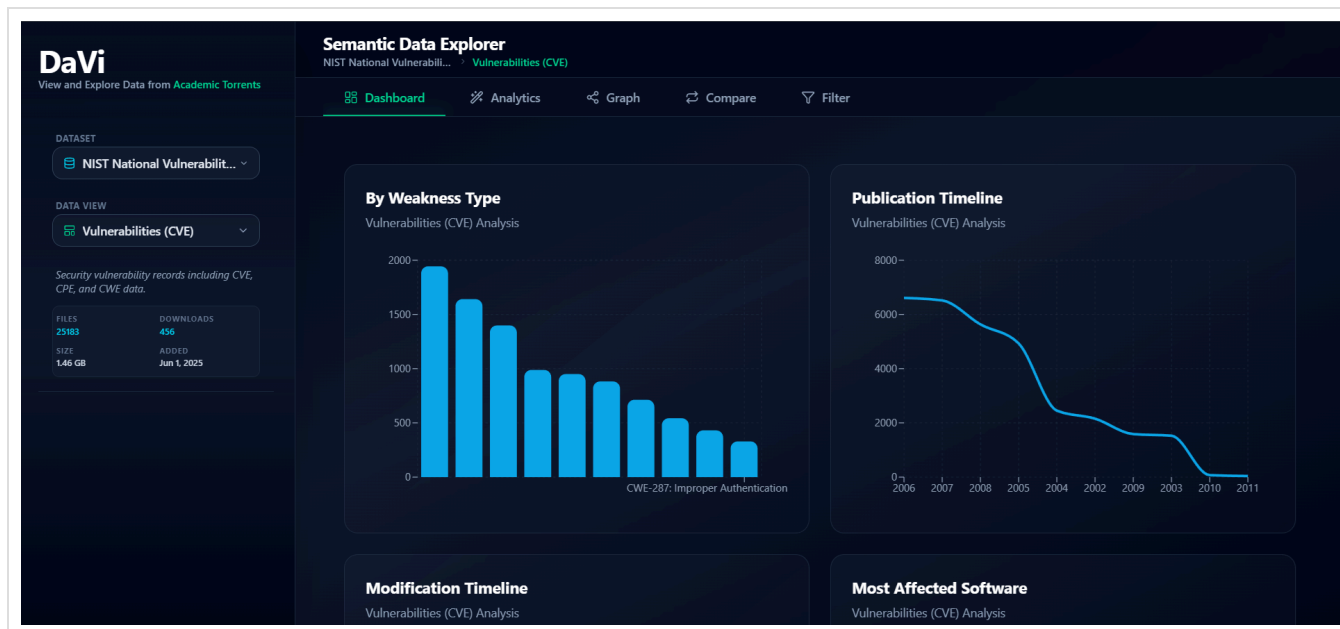 DaVi
View and Explore Data from Academic Torrents
DATASET
NIST National Vulnerabilit...
DATA VIEW
Vulnerabilities (CVE)
Security vulnerability records including CVE,
CPE, and CWE data.
FILES DOWNLOADS
25183 456
SIZE ADDED
1.46 GB Jun 1, 2025
Semantic Data Explorer
NIST National Vulnerabili... › Vulnerabilities (CVE)
Dashboard Analytics Graph Compare Filter
By Weakness Type
Vulnerabilities (CVE) Analysis
2000
1500
1000
500
0
CWE-287: Improper Authentication
Publication Timeline
Vulnerabilities (CVE) Analysis
8000
6000
4000
2000
0
2006 2007 2008 2005 2004 2002 2009 2003 2010 2011
Modification Timeline
Vulnerabilities (CVE) Analysis
Most Affected Software
Vulnerabilities (CVE) Analysis